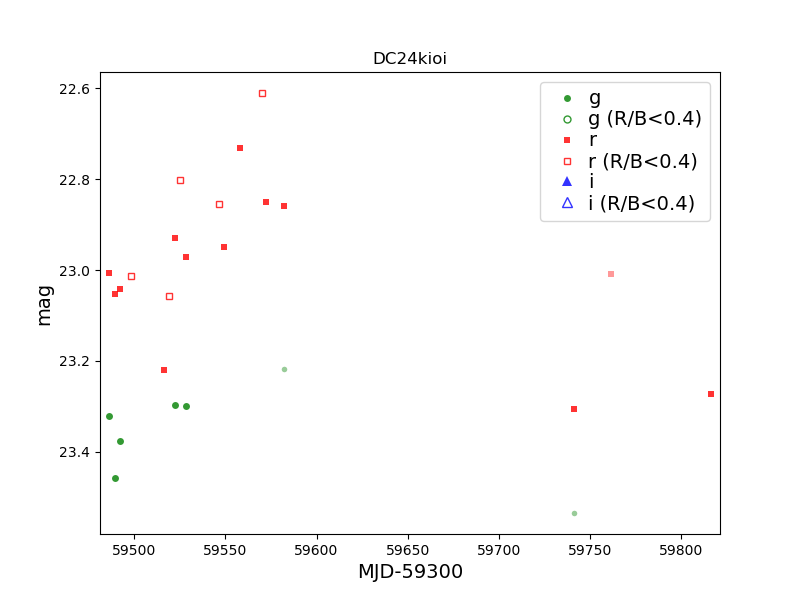 DC24kioi
22.6
22.8
23.0
23.2
23.4
mag
g
g (R/B<0.4)
r
r (R/B<0.4)
i
i (R/B<0.4)
59500 59550 59600 59650 59700 59750 59800
MJD-59300